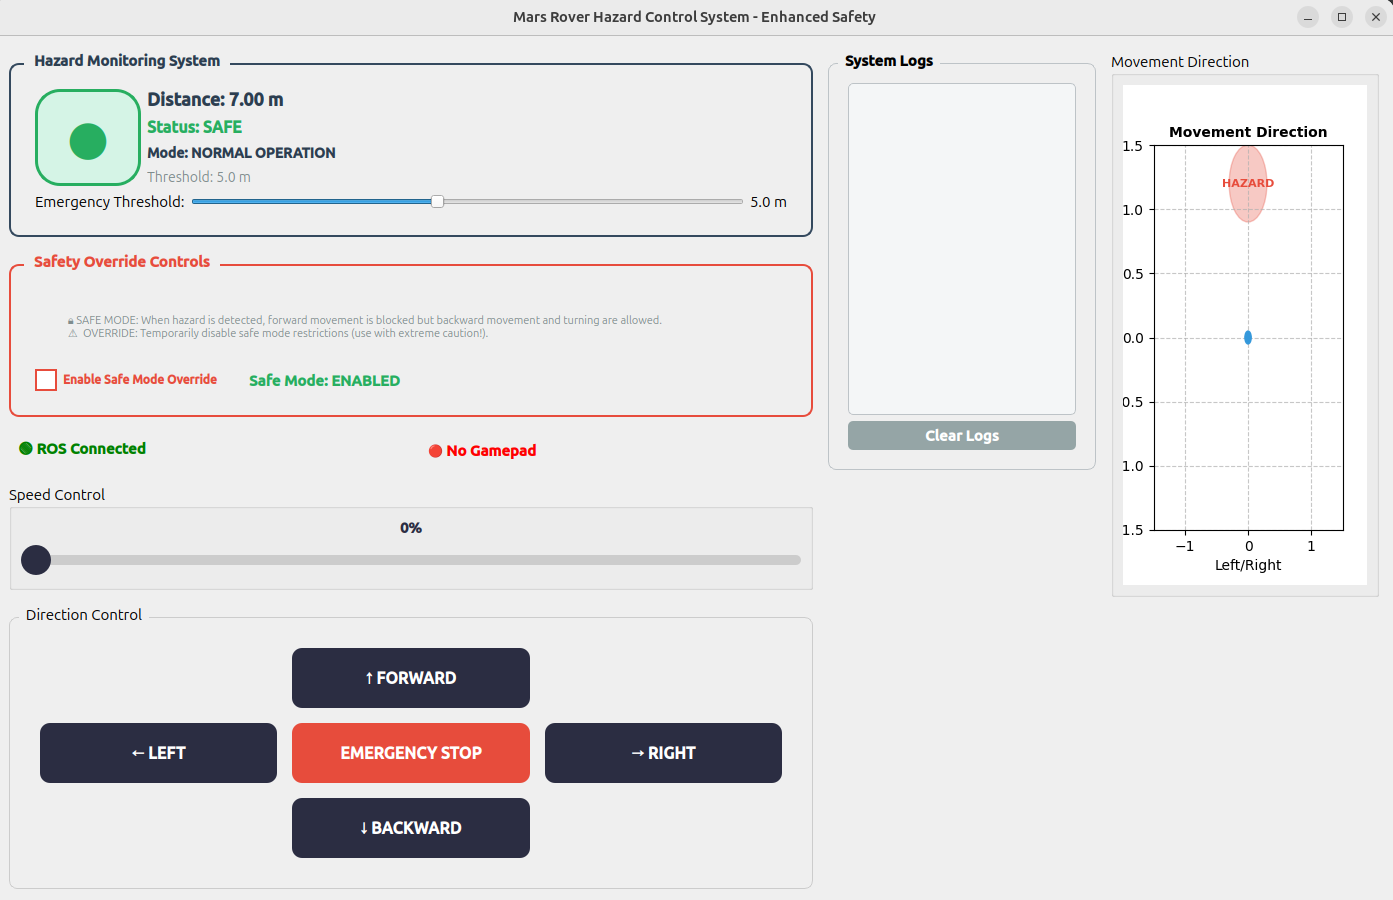 Mars Rover Hazard Control System - Enhanced Safety
Hazard Monitoring System
Distance: 7.00 m
Status: SAFE
Mode: NORMAL OPERATION
Threshold: 5.0 m
Emergency Threshold:
5.0 m
Safety Override Controls
🔒 SAFE MODE: When hazard is detected, forward movement is blocked but backward movement and turning are allowed.
⚠ OVERRIDE: Temporarily disable safe mode restrictions (use with extreme caution!).
Enable Safe Mode Override
Safe Mode: ENABLED
ROS Connected
No Gamepad
Speed Control
0%
Direction Control
↑ FORWARD
← LEFT
EMERGENCY STOP
→ RIGHT
↓ BACKWARD
System Logs
Clear Logs
Movement Direction
Movement Direction
HAZARD
1.5
1.0
0.5
0.0
0.5
1.0
1.5
−1
0
1
Left/Right